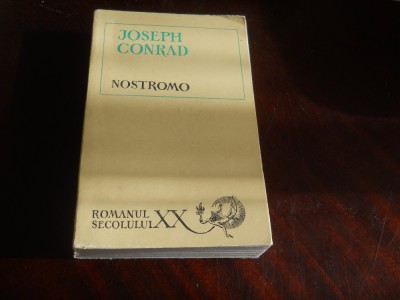 JOSEPH
CONRAD
NOSTROMO
ROMANUL
SECOLULUI XX